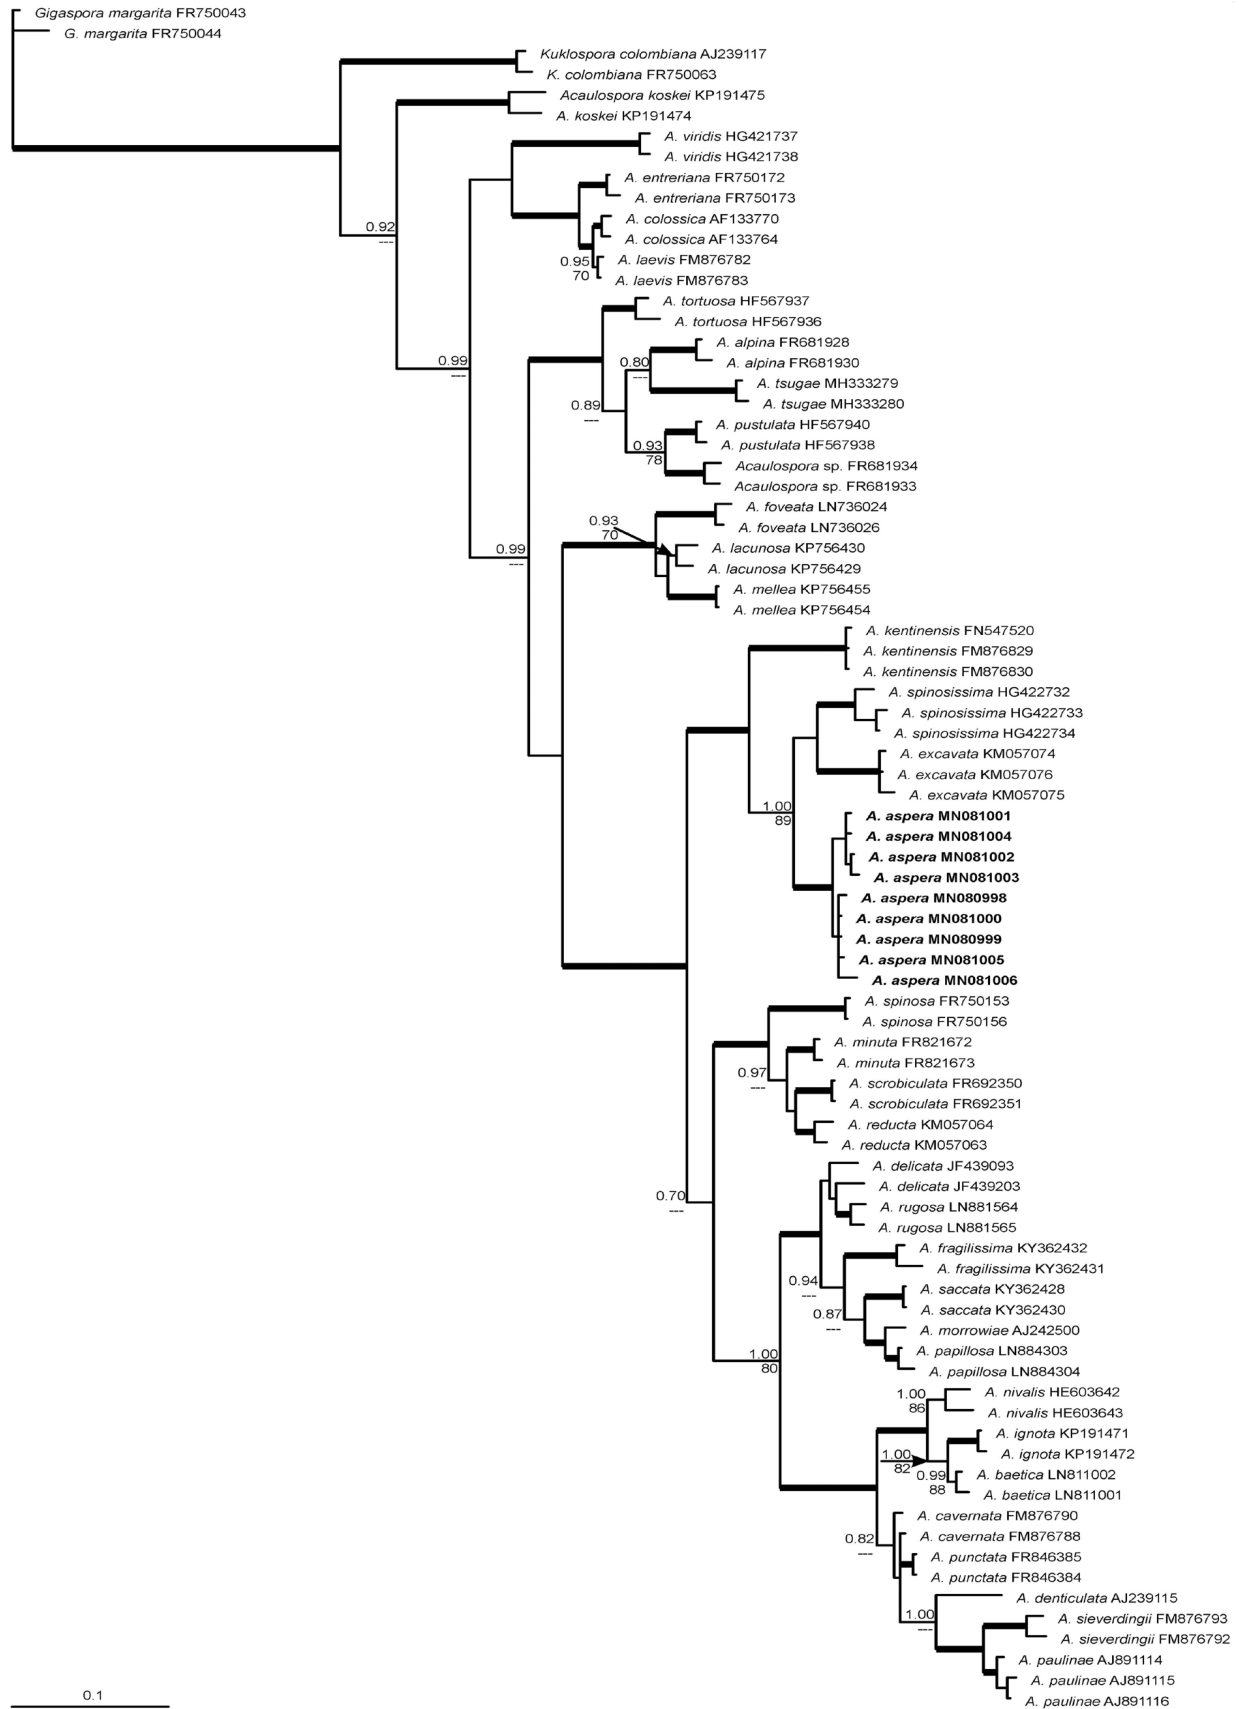 Gigaspora margarita FR750043
G. margarita FR750044
Kuklospora colombiana AJ239117
K. colombiana FR750063
Acaulospora koskei KP191475
A. koskei KP191474
A. viridis HG421737
A. viridis HG421738
A. entreriana FR750172
A. entreriana FR750173
A. colossica AF133770
0.92
---
A. colossica AF133764
A. laevis FM876782
0.95
70
A. laevis FM876783
A. tortuosa HF567937
A. tortuosa HF567936
A. alpina FR681928
0.99
---
0.80
---
A. alpina FR681930
A. tsugae MH333279
A. tsugae MH333280
0.89
---
A. pustulata HF567940
A. pustulata HF567938
0.93
78
Acaulospora sp. FR681934
Acaulospora sp. FR681933
A. foveata LN736024
0.93
70
A. foveata LN736026
A. lacunosa KP756430
0.99
---
A. lacunosa KP756429
A. mellea KP756455
A. mellea KP756454
A. kentinensis FN547520
A. kentinensis FM876829
A. kentinensis FM876830
A. spinosissima HG422732
A. spinosissima HG422733
A. spinosissima HG422734
A. excavata KM057074
A. excavata KM057076
A. excavata KM057075
1.00
89
A. aspera MN081001
A. aspera MN081004
A. aspera MN081002
A. aspera MN081003
A. aspera MN080998
A. aspera MN081000
A. aspera MN080999
A. aspera MN081005
A. aspera MN081006
A. spinosa FR750153
A. spinosa FR750156
A. minuta FR821672
A. minuta FR821673
0.97
---
A. scrobiculata FR692350
A. scrobiculata FR692351
A. reducta KM057064
A. reducta KM057063
A. delicata JF439093
A. delicata JF439203
0.70
---
A. rugosa LN881564
A. rugosa LN881565
A. fragilissima KY362432
A. fragilissima KY362431
0.94
---
A. saccata KY362428
A. saccata KY362430
0.87
---
A. morrowiae AJ242500
A. papillosa LN884303
1.00
80
A. papillosa LN884304
A. nivalis HE603642
1.00
86
A. nivalis HE603643
A. ignota KP191471
A. ignota KP191472
1.00
82
A. baetica LN811002
0.99
88
A. baetica LN811001
A. cavernata FM876790
A. cavernata FM876788
0.82
---
A. punctata FR846385
A. punctata FR846384
A. denticulata AJ239115
1.00
---
A. sieverdingii FM876793
A. sieverdingii FM876792
A. paulinae AJ891114
A. paulinae AJ891115
0.1
A. paulinae AJ891116